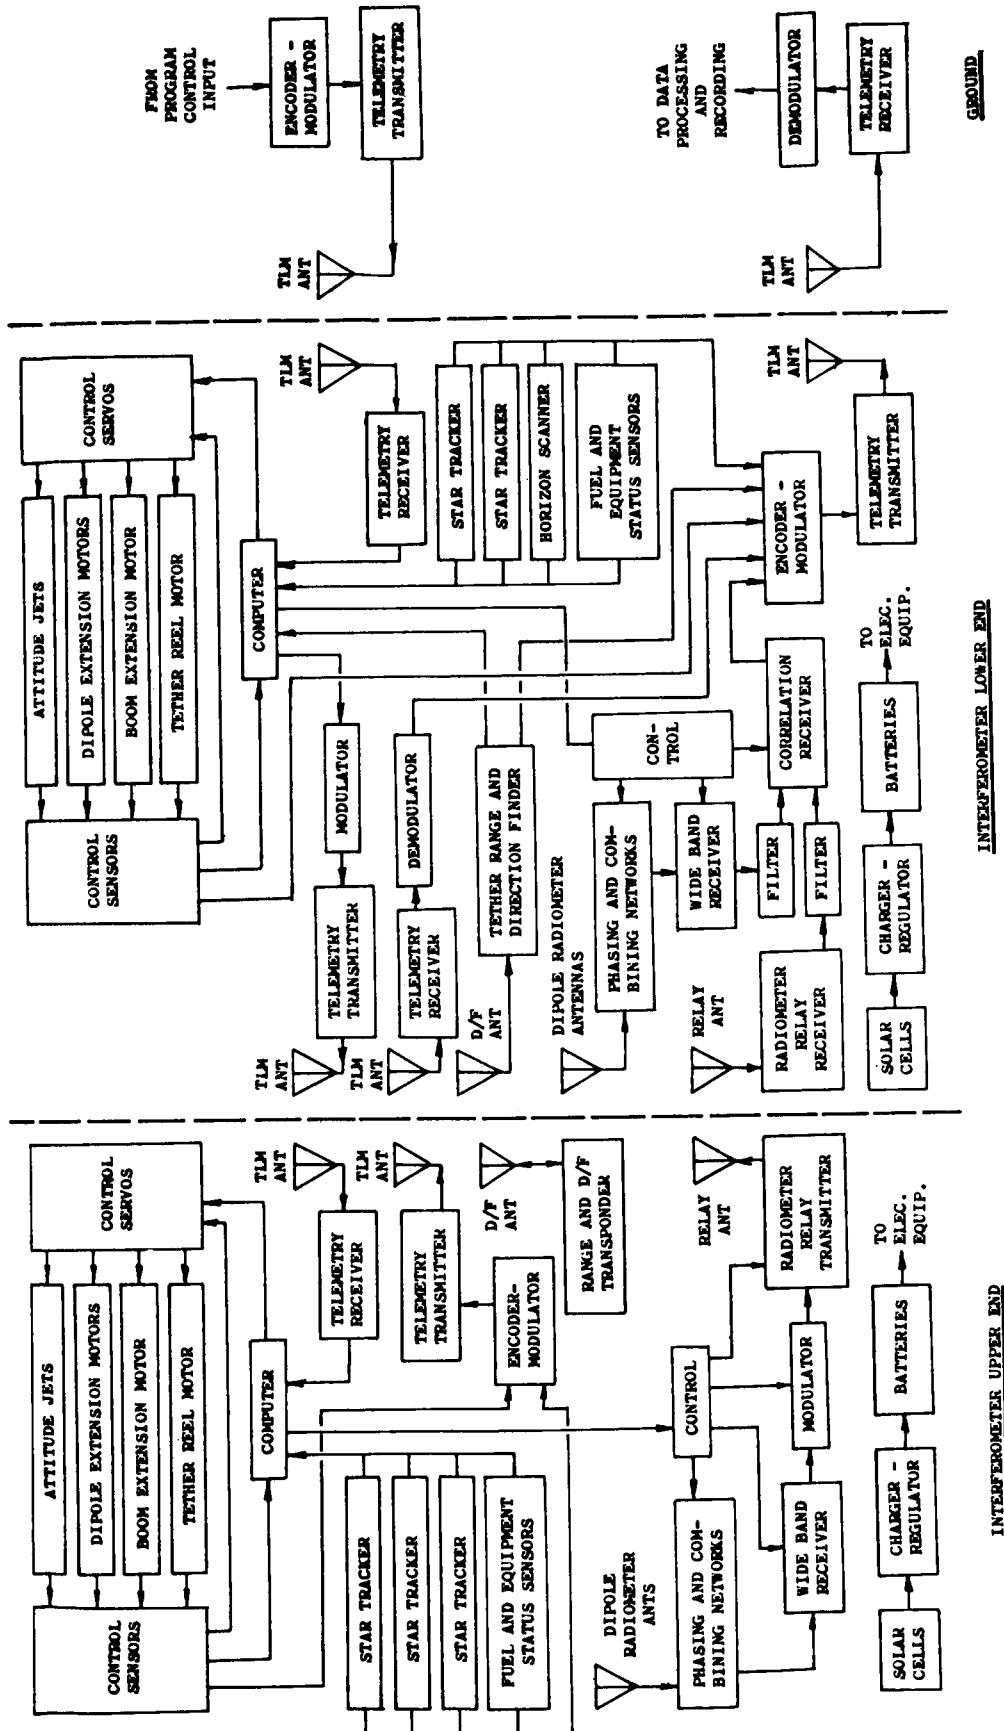 CONTROL
SENSORS
ATTITUDE JETS
DIPOLE EXTENSION MOTORS
BOOM EXTENSION MOTOR
TETHER REEL MOTOR
CONTROL
SERVOS
COMPUTER
STAR TRACKER
STAR TRACKER
STAR TRACKER
FUEL AND EQUIPMENT
STATUS SENSORS
TELEMETRY
RECEIVER
TLM
ANT
TELEMETRY
TRANSMITTER
TLM
ANT
ENCODER-
MODULATOR
D/F
ANT
RANGE AND D/F
TRANSPONDER
DIPOLE
RADIOMETER
ANTS
PHASING AND COM-
BINING NETWORKS
CONTROL
WIDE BAND
RECEIVER
MODULATOR
RADIOMETER
RELAY
TRANSMITTER
RELAY
ANT
SOLAR
CELLS
CHARGER -
REGULATOR
BATTERIES
TO
ELEC.
EQUIP.
INTERFEROMETER UPPER END
CONTROL
SENSORS
ATTITUDE JETS
DIPOLE EXTENSION MOTORS
BOOM EXTENSION MOTOR
TETHER REEL MOTOR
CONTROL
SERVOS
COMPUTER
TLM
ANT
TELEMETRY
TRANSMITTER
MODULATOR
TELEMETRY
RECEIVER
TLM
ANT
TLM
ANT
TELEMETRY
RECEIVER
DEMODULATOR
STAR TRACKER
STAR TRACKER
HORIZON SCANNER
FUEL AND
EQUIPMENT
STATUS SENSORS
D/F
ANT
TETHER RANGE AND
DIRECTION FINDER
DIPOLE RADIOMETER
ANTENNAS
PHASING AND COM-
BINING NETWORKS
CON-
TROL
WIDE BAND
RECEIVER
RELAY
ANT
RADIOMETER
RELAY
RECEIVER
FILTER
FILTER
CORRELATION
RECEIVER
ENCODER -
MODULATOR
TELEMETRY
TRANSMITTER
TLM
ANT
SOLAR
CELLS
CHARGER -
REGULATOR
BATTERIES
TO
ELEC.
EQUIP.
INTERFEROMETER LOWER END
FROM
PROGRAM
CONTROL
INPUT
ENCODER -
MODULATOR
TELEMETRY
TRANSMITTER
TLM
ANT
TO DATA
PROCESSING
AND
RECORDING
DEMODULATOR
TELEMETRY
RECEIVER
TLM
ANT
GROUND